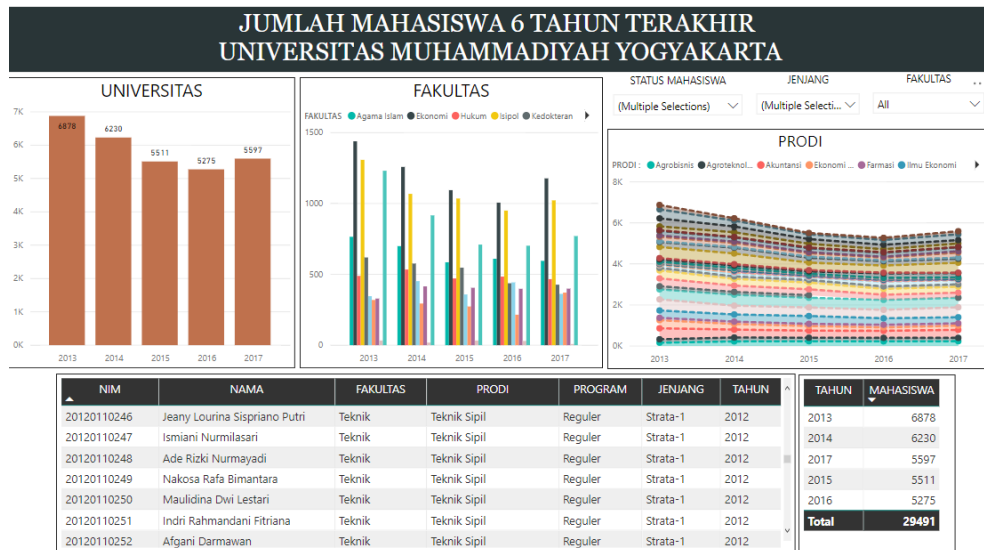 JUMLAH MAHASISWA 6 TAHUN TERAKHIR
UNIVERSITAS MUHAMMADIYAH YOGYAKARTA
UNIVERSITAS
7K
6K
5K
4K
3K
2K
1K
0K
6878
6230
5511
5275
5597
2013 2014 2015 2016 2017
FAKULTAS
FAKULTAS Agama Islam Ekonomi Hukum Isipol Kedokteran
1500
1000
500
0
2013 2014 2015 2016 2017
STATUS MAHASISWA JENJANG FAKULTAS ..
(Multiple Selections) (Multiple Selecti... All
PRODI
PRODI : Agrobisnis Agroteknol... Akuntansi Ekonomi ... Farmasi Ilmu Ekonomi
8K
6K
4K
2K
0K
2013 2014 2015 2016 2017
NIM NAMA FAKULTAS PRODI PROGRAM JENJANG TAHUN
20120110246 Jeany Lourina Sispriano Putri Teknik Teknik Sipil Reguler Strata-1 2012
20120110247 Ismiani Nurmilasari Teknik Teknik Sipil Reguler Strata-1 2012
20120110248 Ade Rizki Nurmayadi Teknik Teknik Sipil Reguler Strata-1 2012
20120110249 Nakosa Rafa Bimantara Teknik Teknik Sipil Reguler Strata-1 2012
20120110250 Maulidina Dwi Lestari Teknik Teknik Sipil Reguler Strata-1 2012
20120110251 Indri Rahmandani Fitriana Teknik Teknik Sipil Reguler Strata-1 2012
20120110252 Afgani Darmawan Teknik Teknik Sipil Reguler Strata-1 2012
TAHUN MAHASISWA
2013 6878
2014 6230
2017 5597
2015 5511
2016 5275
Total 29491